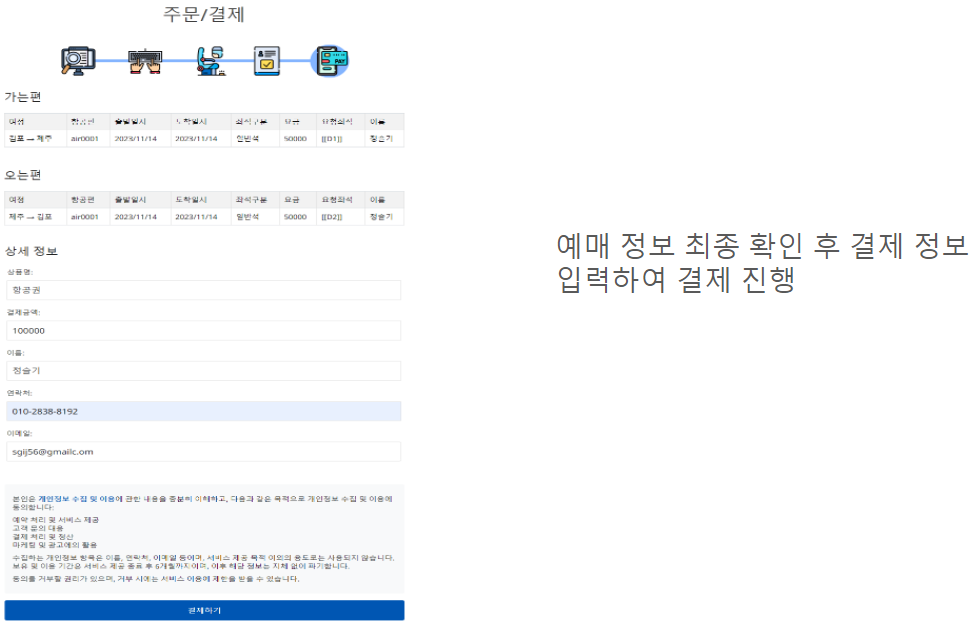 주문/결제
PAY
가는편
여정 항공편 출발일시 도착일시 좌석구분 요금 요청좌석 이름
김포 → 제주 air0001 2023/11/14 2023/11/14 일반석 50000 [[D1]] 정슬기
오는편
여정 항공편 출발일시 도착일시 좌석구분 요금 요청좌석 이름
제주 → 김포 air0001 2023/11/14 2023/11/14 일반석 50000 [[D2]] 정슬기
상세 정보
상품명:
항공권
결제금액:
100000
이름:
정슬기
연락처:
010-2838-8192
이메일:
sgij56@gmailc.om
본인은 개인정보 수집 및 이용에 관한 내용을 충분히 이해하고, 다음과 같은 목적으로 개인정보 수집 및 이용에
동의합니다:
예약 처리 및 서비스 제공
고객 문의 대응
결제 처리 및 정산
마케팅 및 광고에의 활용
수집하는 개인정보 항목은 이름, 연락처, 이메일 등이며, 서비스 제공 목적 이외의 용도로는 사용되지 않습니다.
보유 및 이용 기간은 서비스 제공 종료 후 6개월까지이며, 이후 해당 정보는 지체 없이 파기합니다.
동의를 거부할 권리가 있으며, 거부 시에는 서비스 이용에 제한을 받을 수 있습니다.
결제하기
예매 정보 최종 확인 후 결제 정보
입력하여 결제 진행